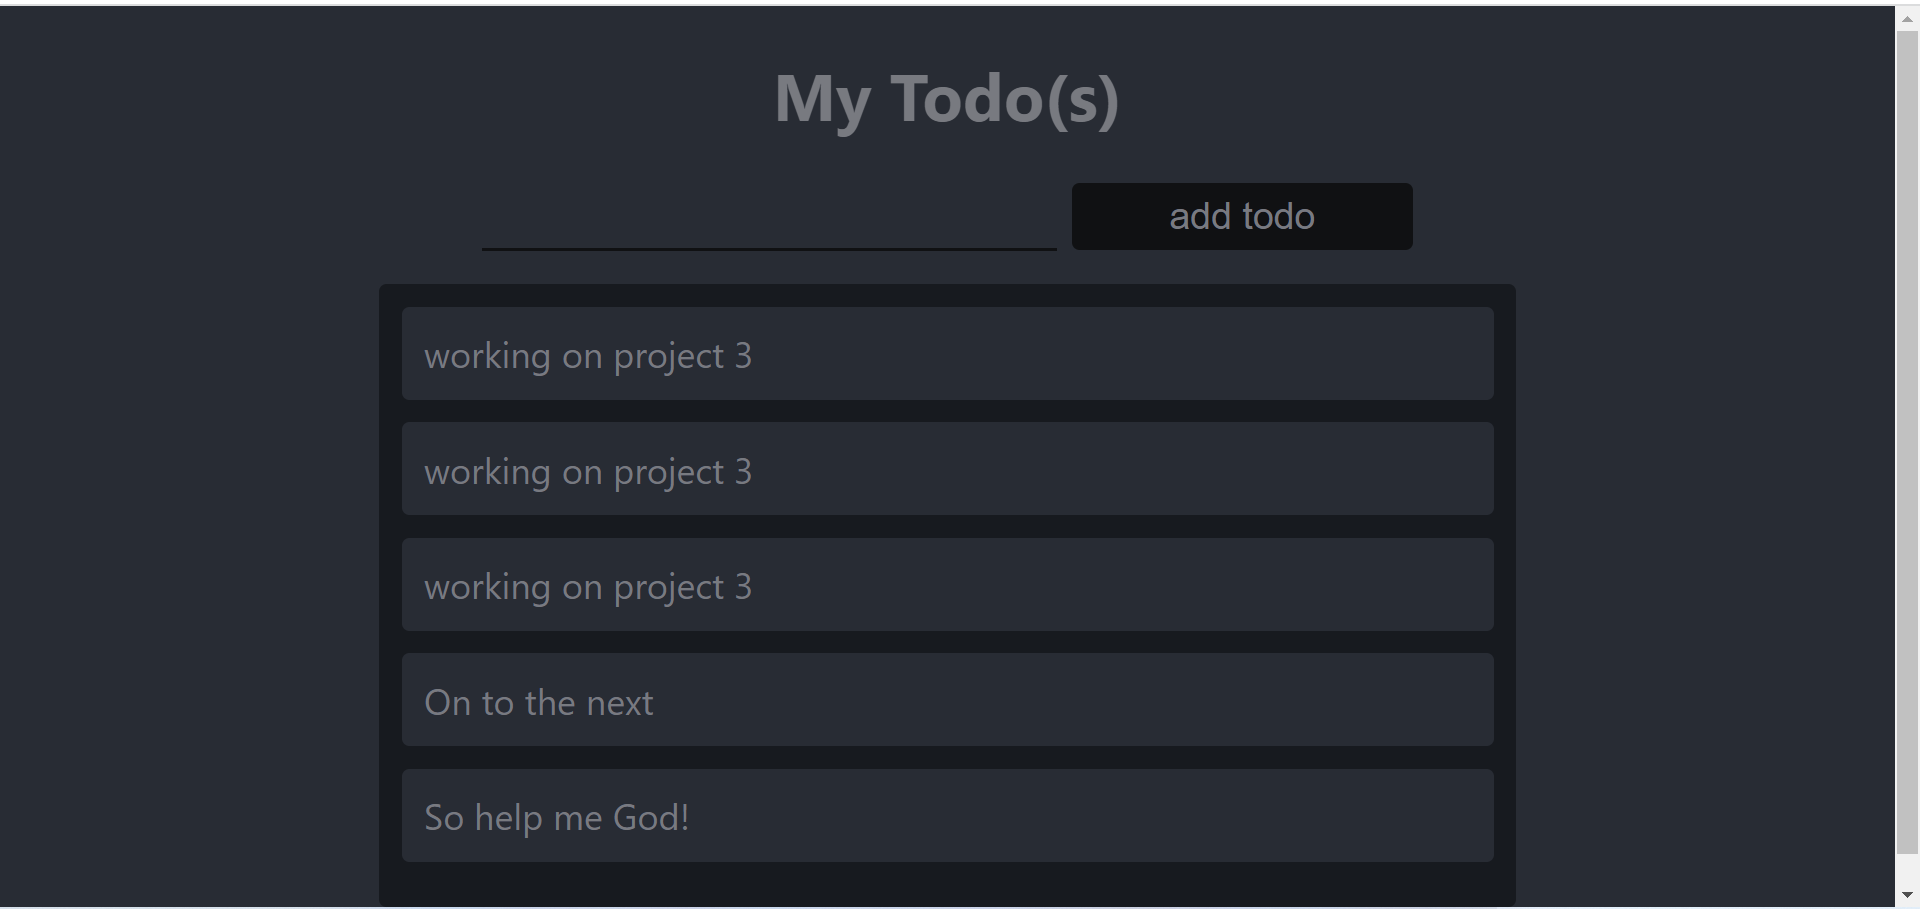 My Todo(s)
add todo
working on project 3
working on project 3
working on project 3
On to the next
So help me God!